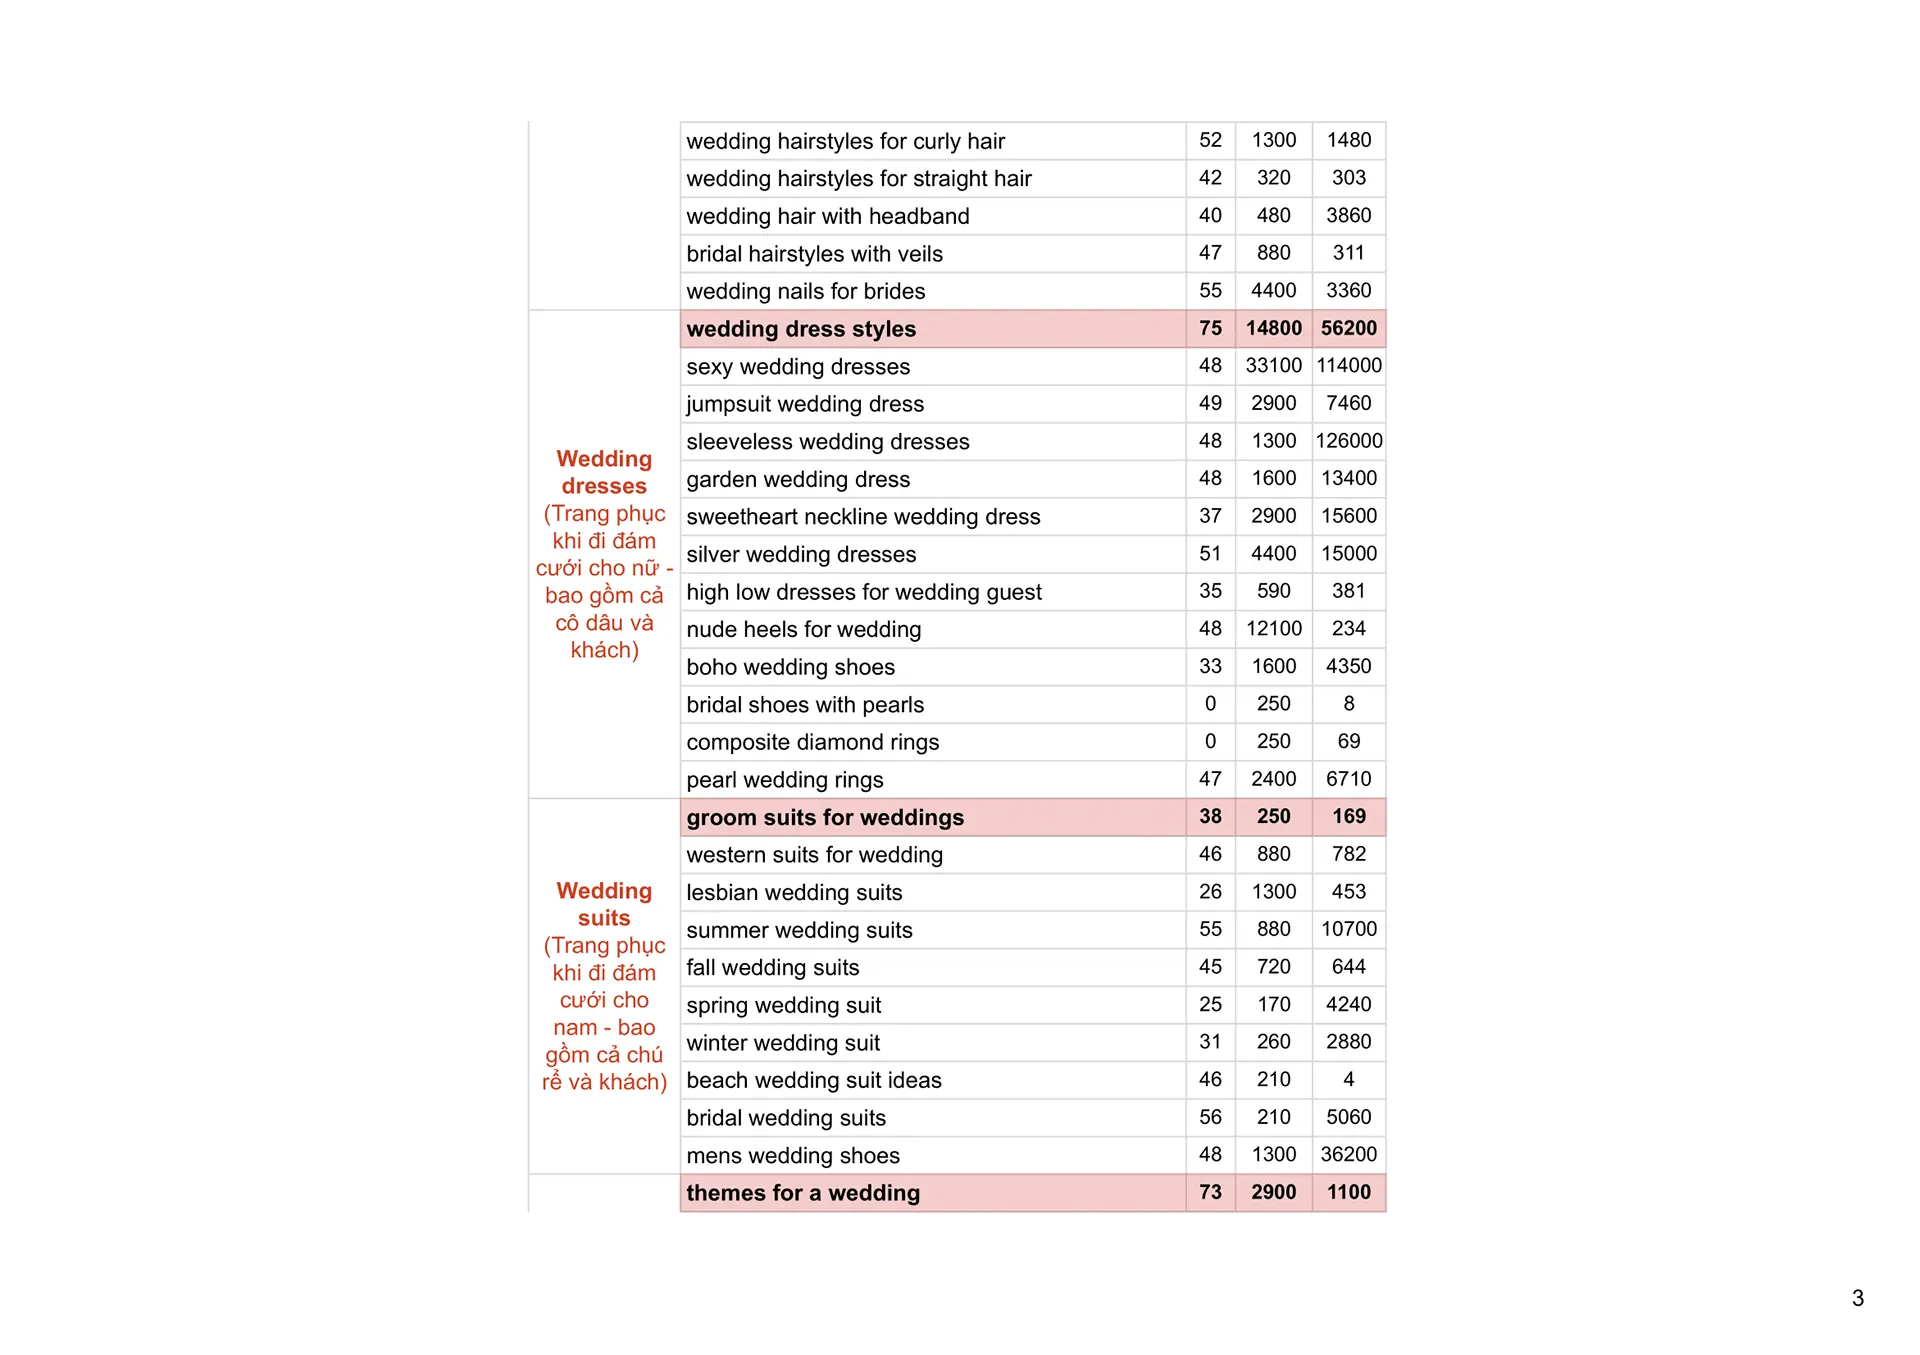 wedding hairstyles for curly hair 52 1300 1480
wedding hairstyles for straight hair 42 320 303
wedding hair with headband 40 480 3860
bridal hairstyles with veils 47 880 311
wedding nails for brides 55 4400 3360
Wedding
dresses
(Trang phục
khi đi đám
cưới cho nữ -
bao gồm cả
cô dâu và
khách)
wedding dress styles 75 14800 56200
sexy wedding dresses 48 33100 114000
jumpsuit wedding dress 49 2900 7460
sleeveless wedding dresses 48 1300 126000
garden wedding dress 48 1600 13400
sweetheart neckline wedding dress 37 2900 15600
silver wedding dresses 51 4400 15000
high low dresses for wedding guest 35 590 381
nude heels for wedding 48 12100 234
boho wedding shoes 33 1600 4350
bridal shoes with pearls 0 250 8
composite diamond rings 0 250 69
pearl wedding rings 47 2400 6710
Wedding
suits
(Trang phục
khi đi đám
cưới cho
nam - bao
gồm cả chú
rể và khách)
groom suits for weddings 38 250 169
western suits for wedding 46 880 782
lesbian wedding suits 26 1300 453
summer wedding suits 55 880 10700
fall wedding suits 45 720 644
spring wedding suit 25 170 4240
winter wedding suit 31 260 2880
beach wedding suit ideas 46 210 4
bridal wedding suits 56 210 5060
mens wedding shoes 48 1300 36200
themes for a wedding 73 2900 1100
3